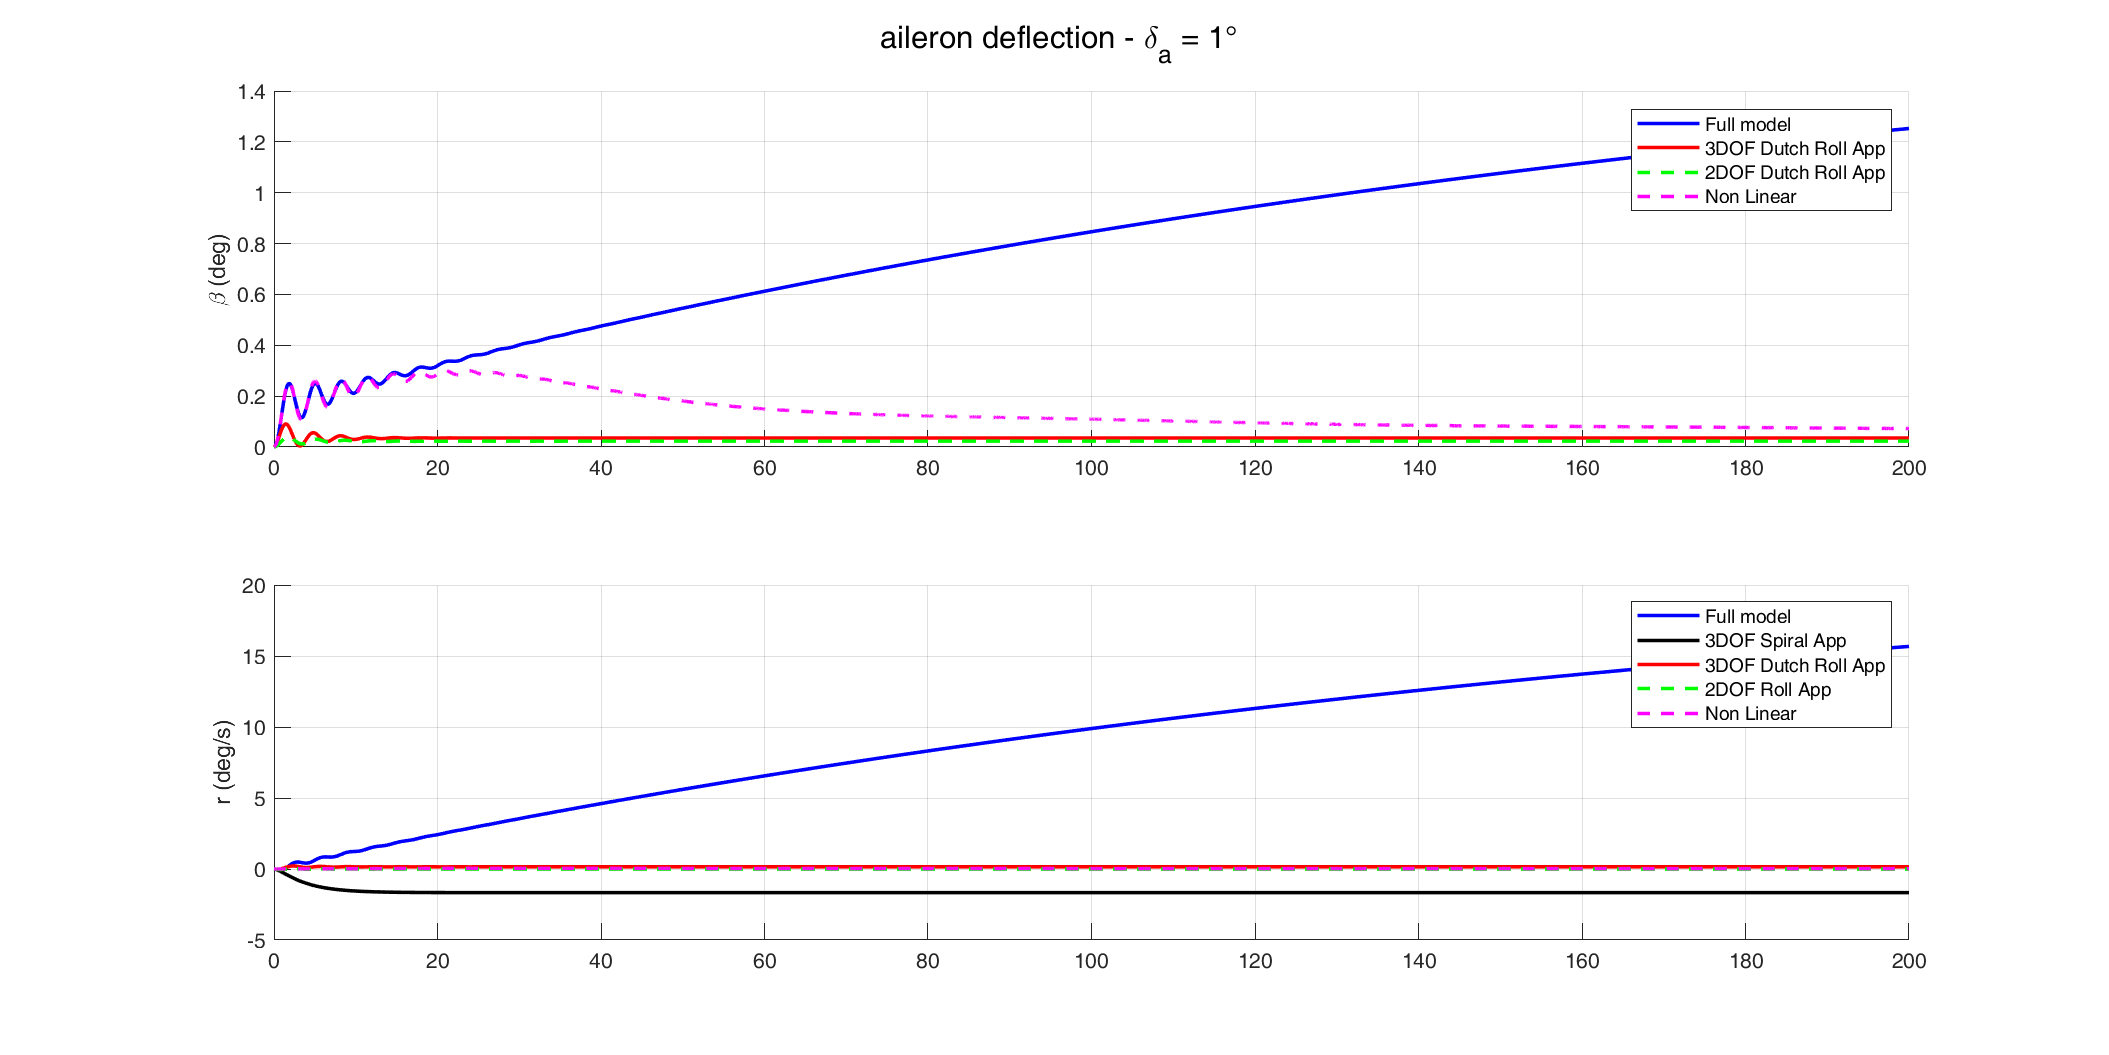 aileron deflection - δa = 1°
1.4
1.2
1
0.8
0.6
0.4
0.2
0
β (deg)
0 20 40 60 80 100 120 140 160 180 200
Full model
3DOF Dutch Roll App
2DOF Dutch Roll App
Non Linear
20
15
10
5
0
-5
r (deg/s)
0 20 40 60 80 100 120 140 160 180 200
Full model
3DOF Spiral App
3DOF Dutch Roll App
2DOF Roll App
Non Linear